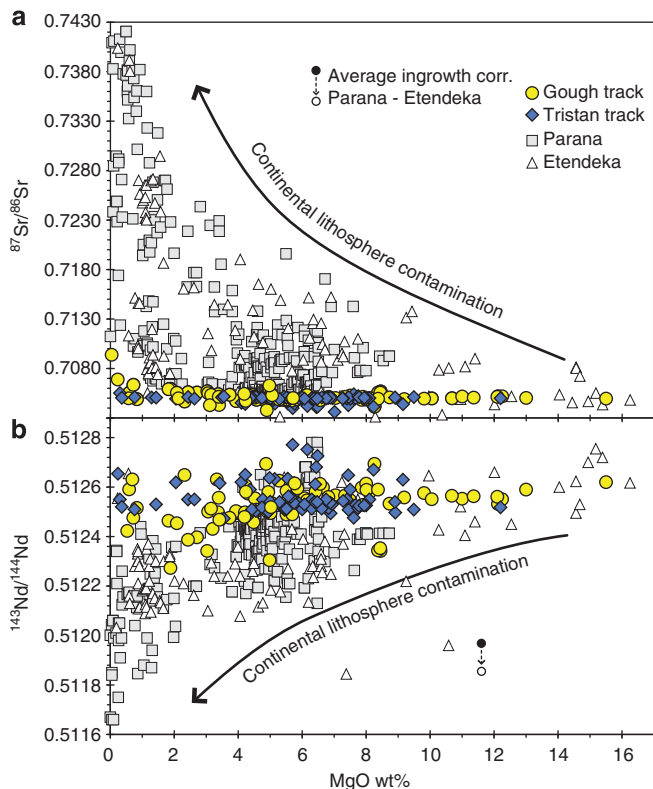 a
0.7430
0.7380
0.7330
0.7280
0.7230
0.7180
0.7130
0.7080
87Sr/86Sr
Average ingrowth corr.
Parana - Etendeka
Gough track
Tristan track
Parana
Etendeka
Continental lithosphere contamination
b
0.5128
0.5126
0.5124
0.5122
0.5120
0.5118
0.5116
143Nd/144Nd
Continental lithosphere contamination
0 2 4 6 8 10 12 14 16
MgO wt%